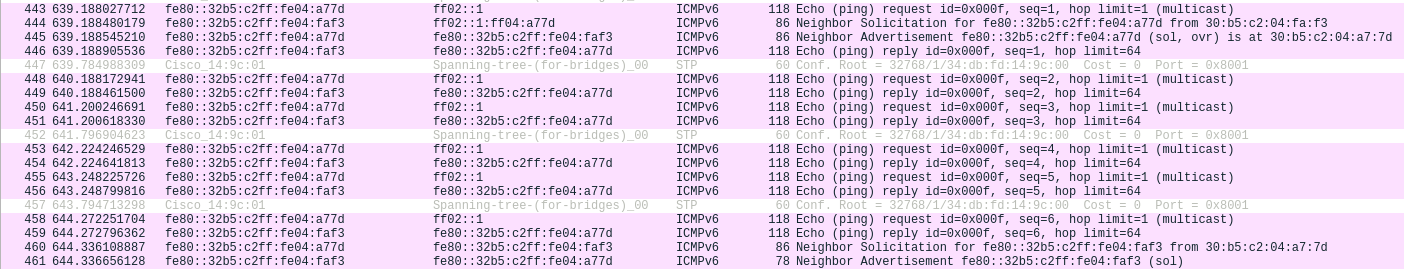 443 639.188027712 fe80::32b5:c2ff:fe04:a77d ff02::1 ICMPv6 118 Echo (ping) request id=0x000f, seq=1, hop limit=1 (multicast)
444 639.188480179 fe80::32b5:c2ff:fe04:faf3 ff02::1:ff04:a77d ICMPv6 86 Neighbor Solicitation for fe80::32b5:c2ff:fe04:a77d from 30:b5:c2:04:fa:f3
445 639.188545210 fe80::32b5:c2ff:fe04:a77d fe80::32b5:c2ff:fe04:faf3 ICMPv6 86 Neighbor Advertisement fe80::32b5:c2ff:fe04:a77d (sol, ovr) is at 30:b5:c2:04:a7:7d
446 639.188905536 fe80::32b5:c2ff:fe04:faf3 fe80::32b5:c2ff:fe04:a77d ICMPv6 118 Echo (ping) reply id=0x000f, seq=1, hop limit=64
447 639.784988309 Cisco_14:9c:01 Spanning-tree-(for-bridges)_00 STP 60 Conf. Root = 32768/1/34:db:fd:14:9c:00 Cost = 0 Port = 0x8001
448 640.188172941 fe80::32b5:c2ff:fe04:a77d ff02::1 ICMPv6 118 Echo (ping) request id=0x000f, seq=2, hop limit=1 (multicast)
449 640.188461500 fe80::32b5:c2ff:fe04:faf3 fe80::32b5:c2ff:fe04:a77d ICMPv6 118 Echo (ping) reply id=0x000f, seq=2, hop limit=64
450 641.200246691 fe80::32b5:c2ff:fe04:a77d ff02::1 ICMPv6 118 Echo (ping) request id=0x000f, seq=3, hop limit=1 (multicast)
451 641.200618330 fe80::32b5:c2ff:fe04:faf3 fe80::32b5:c2ff:fe04:a77d ICMPv6 118 Echo (ping) reply id=0x000f, seq=3, hop limit=64
452 641.796904623 Cisco_14:9c:01 Spanning-tree-(for-bridges)_00 STP 60 Conf. Root = 32768/1/34:db:fd:14:9c:00 Cost = 0 Port = 0x8001
453 642.224246529 fe80::32b5:c2ff:fe04:a77d ff02::1 ICMPv6 118 Echo (ping) request id=0x000f, seq=4, hop limit=1 (multicast)
454 642.224641813 fe80::32b5:c2ff:fe04:faf3 fe80::32b5:c2ff:fe04:a77d ICMPv6 118 Echo (ping) reply id=0x000f, seq=4, hop limit=64
455 643.248225726 fe80::32b5:c2ff:fe04:a77d ff02::1 ICMPv6 118 Echo (ping) request id=0x000f, seq=5, hop limit=1 (multicast)
456 643.248799816 fe80::32b5:c2ff:fe04:faf3 fe80::32b5:c2ff:fe04:a77d ICMPv6 118 Echo (ping) reply id=0x000f, seq=5, hop limit=64
457 643.794713298 Cisco_14:9c:01 Spanning-tree-(for-bridges)_00 STP 60 Conf. Root = 32768/1/34:db:fd:14:9c:00 Cost = 0 Port = 0x8001
458 644.272251704 fe80::32b5:c2ff:fe04:a77d ff02::1 ICMPv6 118 Echo (ping) request id=0x000f, seq=6, hop limit=1 (multicast)
459 644.272796362 fe80::32b5:c2ff:fe04:faf3 fe80::32b5:c2ff:fe04:a77d ICMPv6 118 Echo (ping) reply id=0x000f, seq=6, hop limit=64
460 644.336108887 fe80::32b5:c2ff:fe04:a77d fe80::32b5:c2ff:fe04:faf3 ICMPv6 86 Neighbor Solicitation for fe80::32b5:c2ff:fe04:faf3 from 30:b5:c2:04:a7:7d
461 644.336656128 fe80::32b5:c2ff:fe04:faf3 fe80::32b5:c2ff:fe04:a77d ICMPv6 78 Neighbor Advertisement fe80::32b5:c2ff:fe04:faf3 (sol)